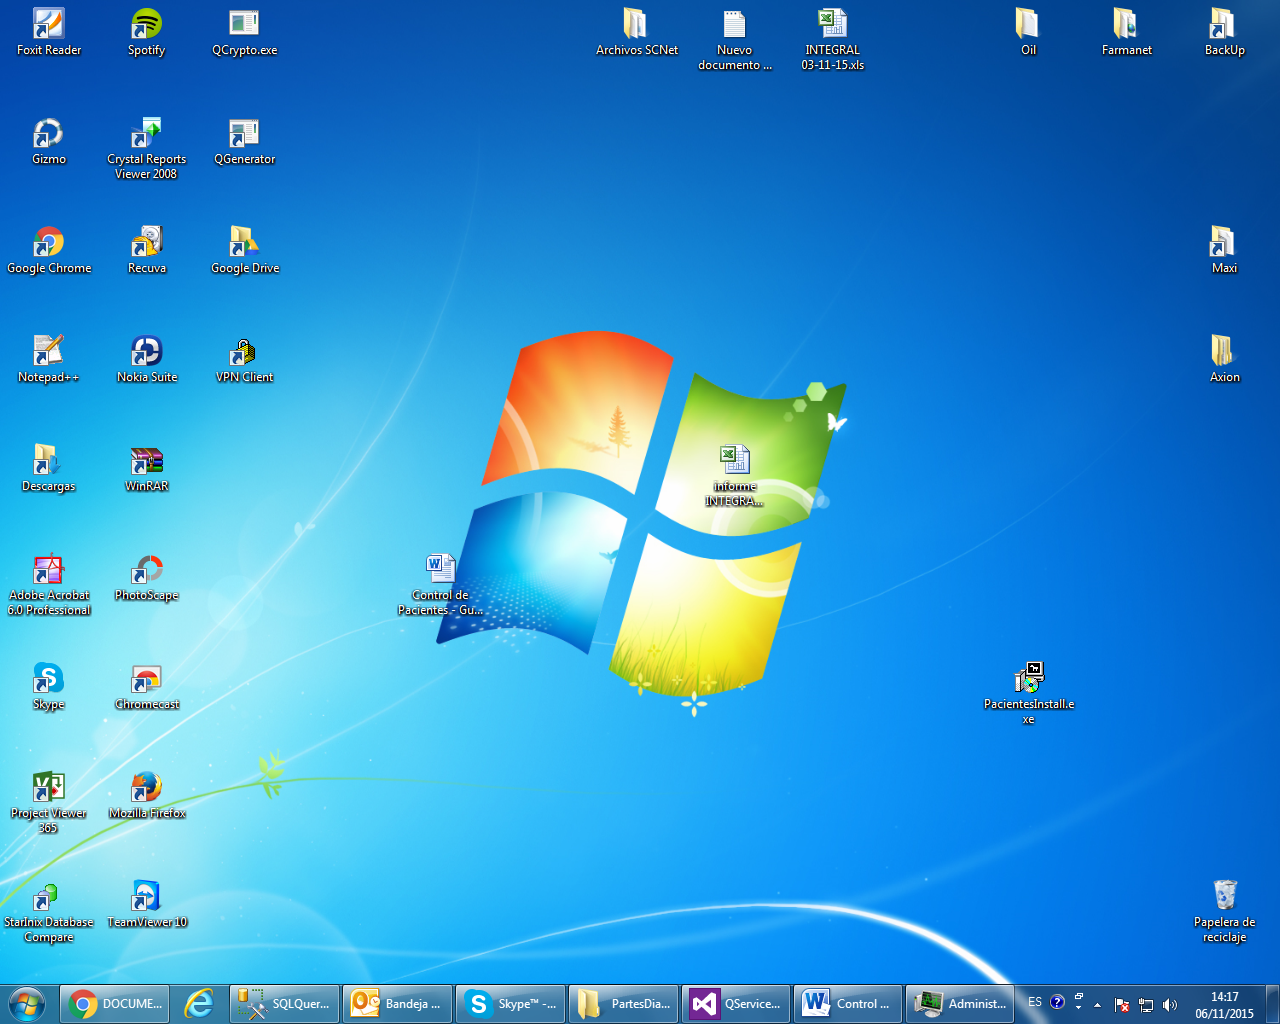 Foxit Reader
Spotify
QCrypto.exe
Archivos SCNet
Nuevo
documento ...
INTEGRAL
03-11-15.xls
Oil
Farmanet
BackUp
Gizmo
Crystal Reports
Viewer 2008
QGenerator
Google Chrome
Recuva
Google Drive
Maxi
Notepad++
Nokia Suite
VPN Client
Axion
Descargas
WinRAR
informe
INTEGRA...
Adobe Acrobat
6.0 Professional
PhotoScape
Control de
Pacientes - Gu...
Skype
Chromecast
PacientesInstall.e
xe
Project Viewer
365
Mozilla Firefox
StarInix Database
Compare
TeamViewer 10
Papelera de
reciclaje
DOCUME...
SQLQuer...
Bandeja ...
Skype™ -...
PartesDia...
QService...
Control ...
Administ...
ES
14:17
06/11/2015